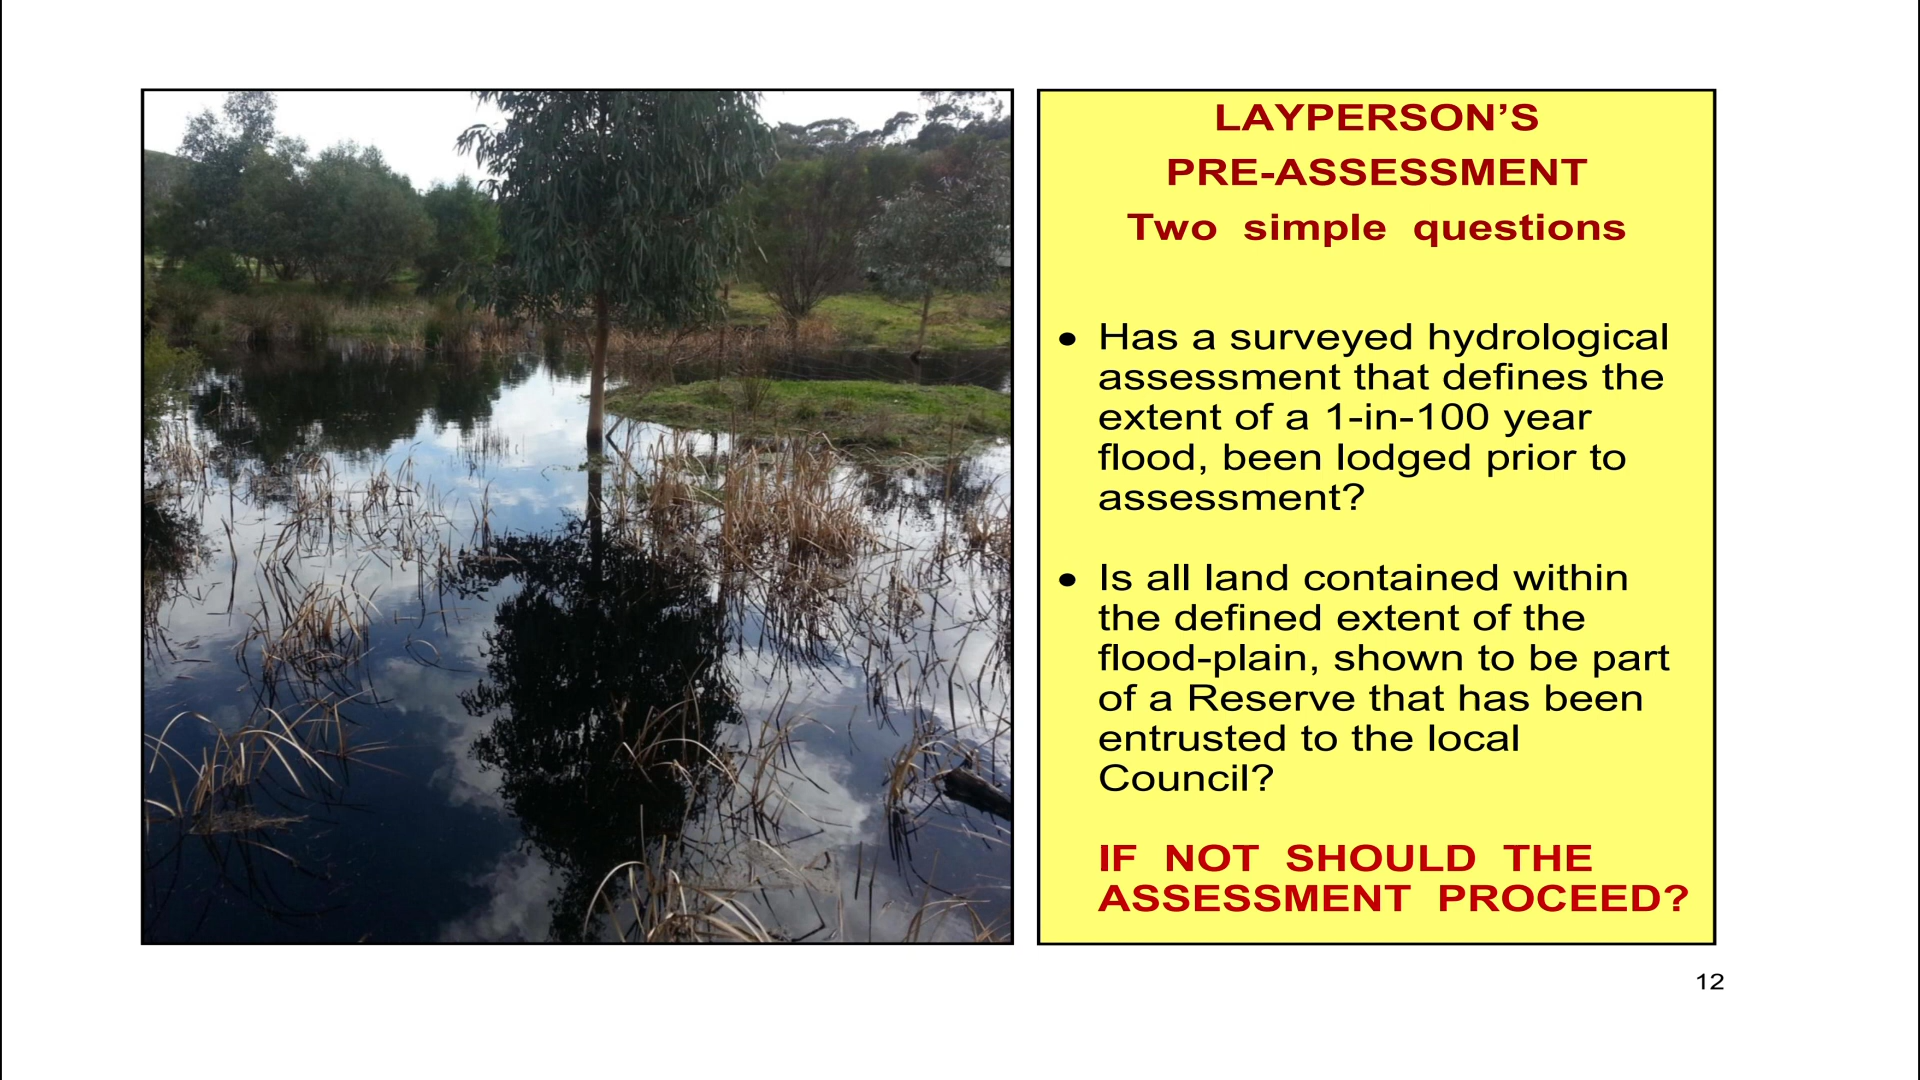 LAYPERSON’S
PRE-ASSESSMENT
Two simple questions
• Has a surveyed hydrological
assessment that defines the
extent of a 1-in-100 year
flood, been lodged prior to
assessment?
• Is all land contained within
the defined extent of the
flood-plain, shown to be part
of a Reserve that has been
entrusted to the local
Council?
IF NOT SHOULD THE
ASSESSMENT PROCEED?
12